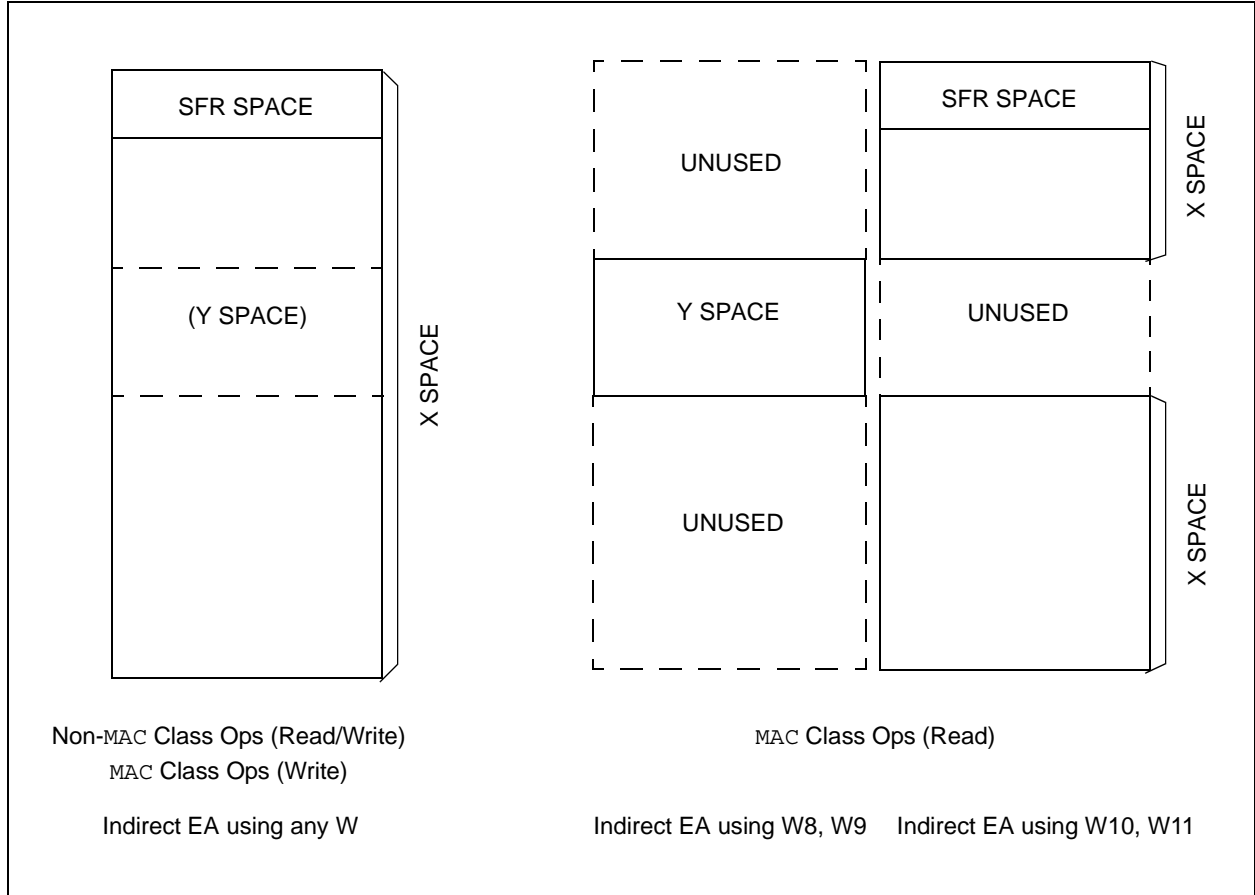 SFR SPACE
(Y SPACE)
X SPACE
UNUSED
Y SPACE
UNUSED
SFR SPACE
X SPACE
UNUSED
X SPACE
Non-MAC Class Ops (Read/Write)
MAC Class Ops (Write)
Indirect EA using any W
MAC Class Ops (Read)
Indirect EA using W8, W9
Indirect EA using W10, W11